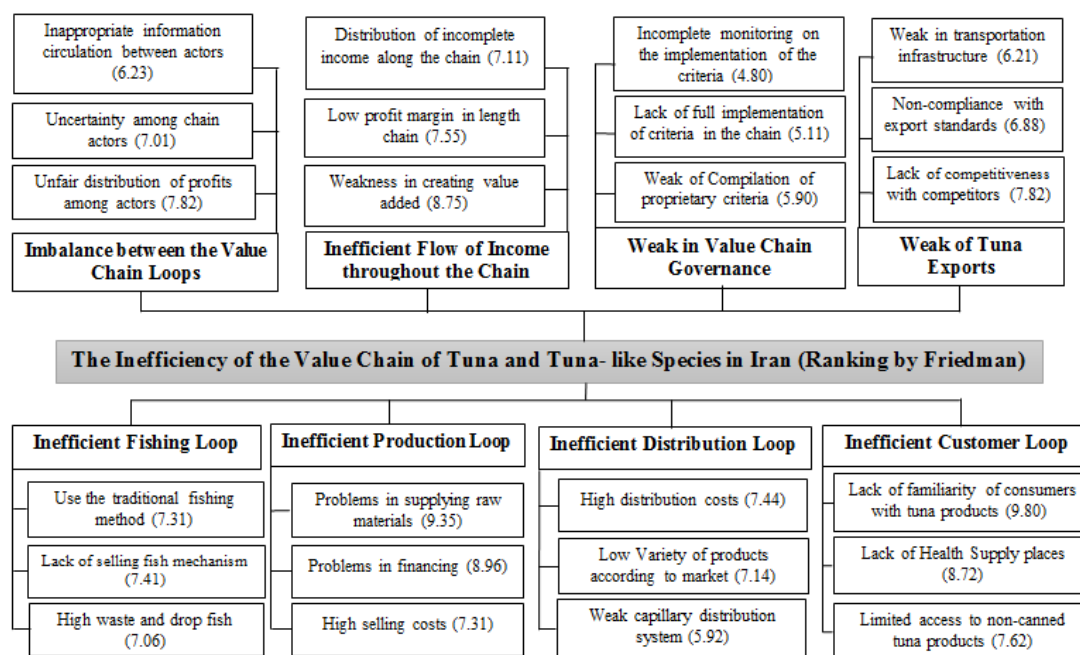 Inappropriate information
circulation between actors
(6.23)
Uncertainty among chain
actors (7.01)
Unfair distribution of profits
among actors (7.82)
Imbalance between the Value
Chain Loops
Distribution of incomplete
income along the chain (7.11)
Low profit margin in length
chain (7.55)
Weakness in creating value
added (8.75)
Inefficient Flow of Income
throughout the Chain
Incomplete monitoring on
the implementation of the
criteria (4.80)
Lack of full implementation
of criteria in the chain (5.11)
Weak of Compilation of
proprietary criteria (5.90)
Weak in Value Chain
Governance
Weak in transportation
infrastructure (6.21)
Non-compliance with
export standards (6.88)
Lack of competitiveness
with competitors (7.82)
Weak of Tuna
Exports
The Inefficiency of the Value Chain of Tuna and Tuna- like Species in Iran (Ranking by Friedman)
Inefficient Fishing Loop
Use the traditional fishing
method (7.31)
Lack of selling fish mechanism
(7.41)
High waste and drop fish
(7.06)
Inefficient Production Loop
Problems in supplying raw
materials (9.35)
Problems in financing (8.96)
High selling costs (7.31)
Inefficient Distribution Loop
High distribution costs (7.44)
Low Variety of products
according to market (7.14)
Weak capillary distribution
system (5.92)
Inefficient Customer Loop
Lack of familiarity of consumers
with tuna products (9.80)
Lack of Health Supply places
(8.72)
Limited access to non-canned
tuna products (7.62)